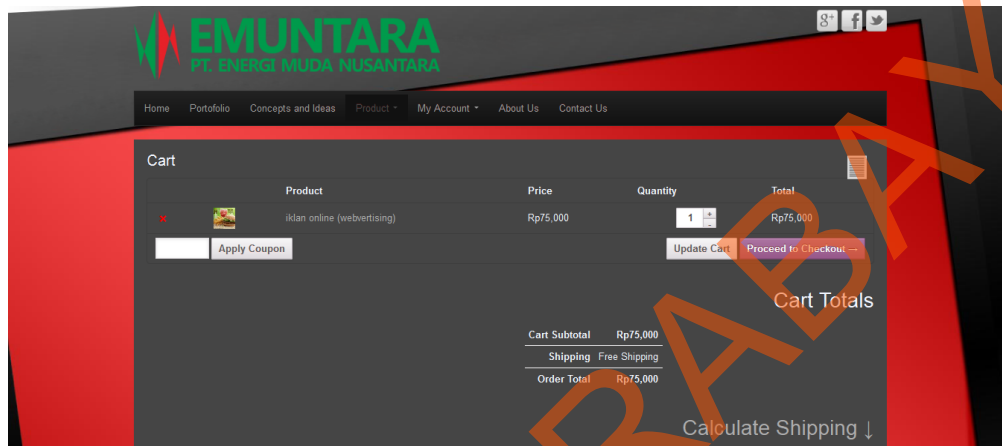 EMUNTARA
PT. ENERGI MUDA NUSANTARA
8+ f
Home Portofolio Concepts and Ideas Product My Account About Us Contact Us
Cart
Product Price Quantity Total
x iklan online (webvertising) Rp75,000 1 + - Rp75,000
Apply Coupon Update Cart Proceed to Checkout →
Cart Totals
Cart Subtotal Rp75,000
Shipping Free Shipping
Order Total Rp75,000
Calculate Shipping ↓
RABAY